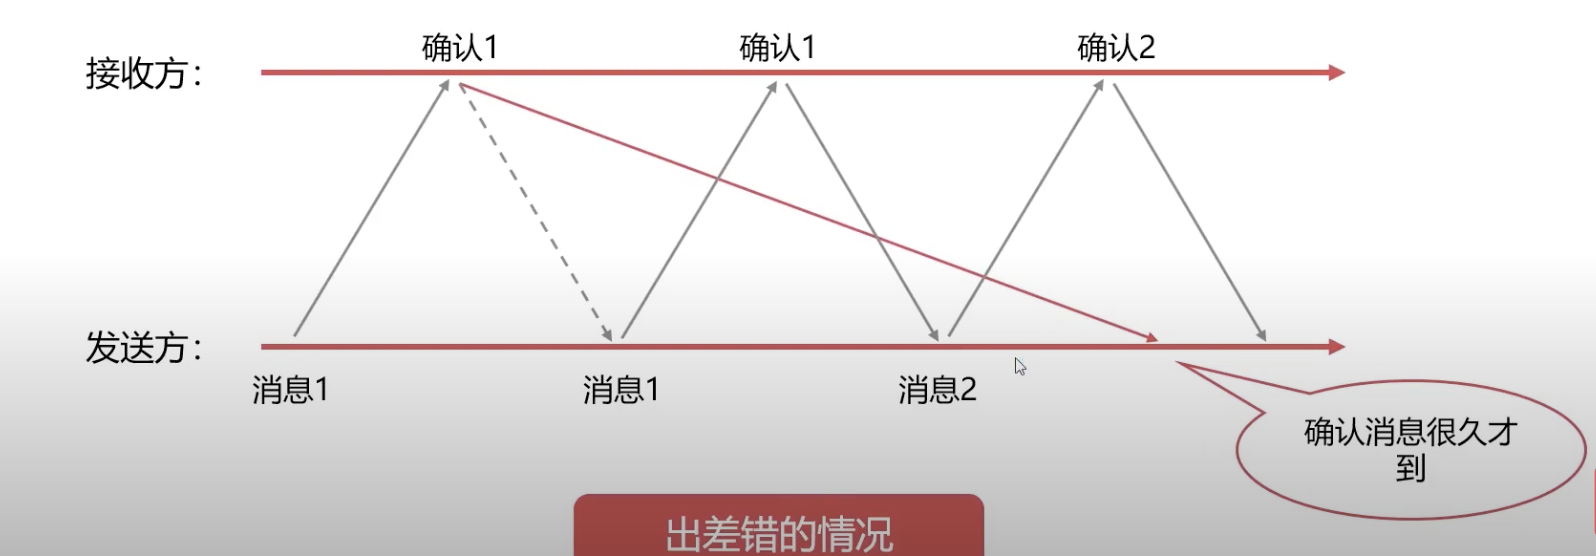 确认1
确认1
确认2
接收方：
发送方：
消息1
消息1
消息2
确认消息很久才
到
出差错的情况